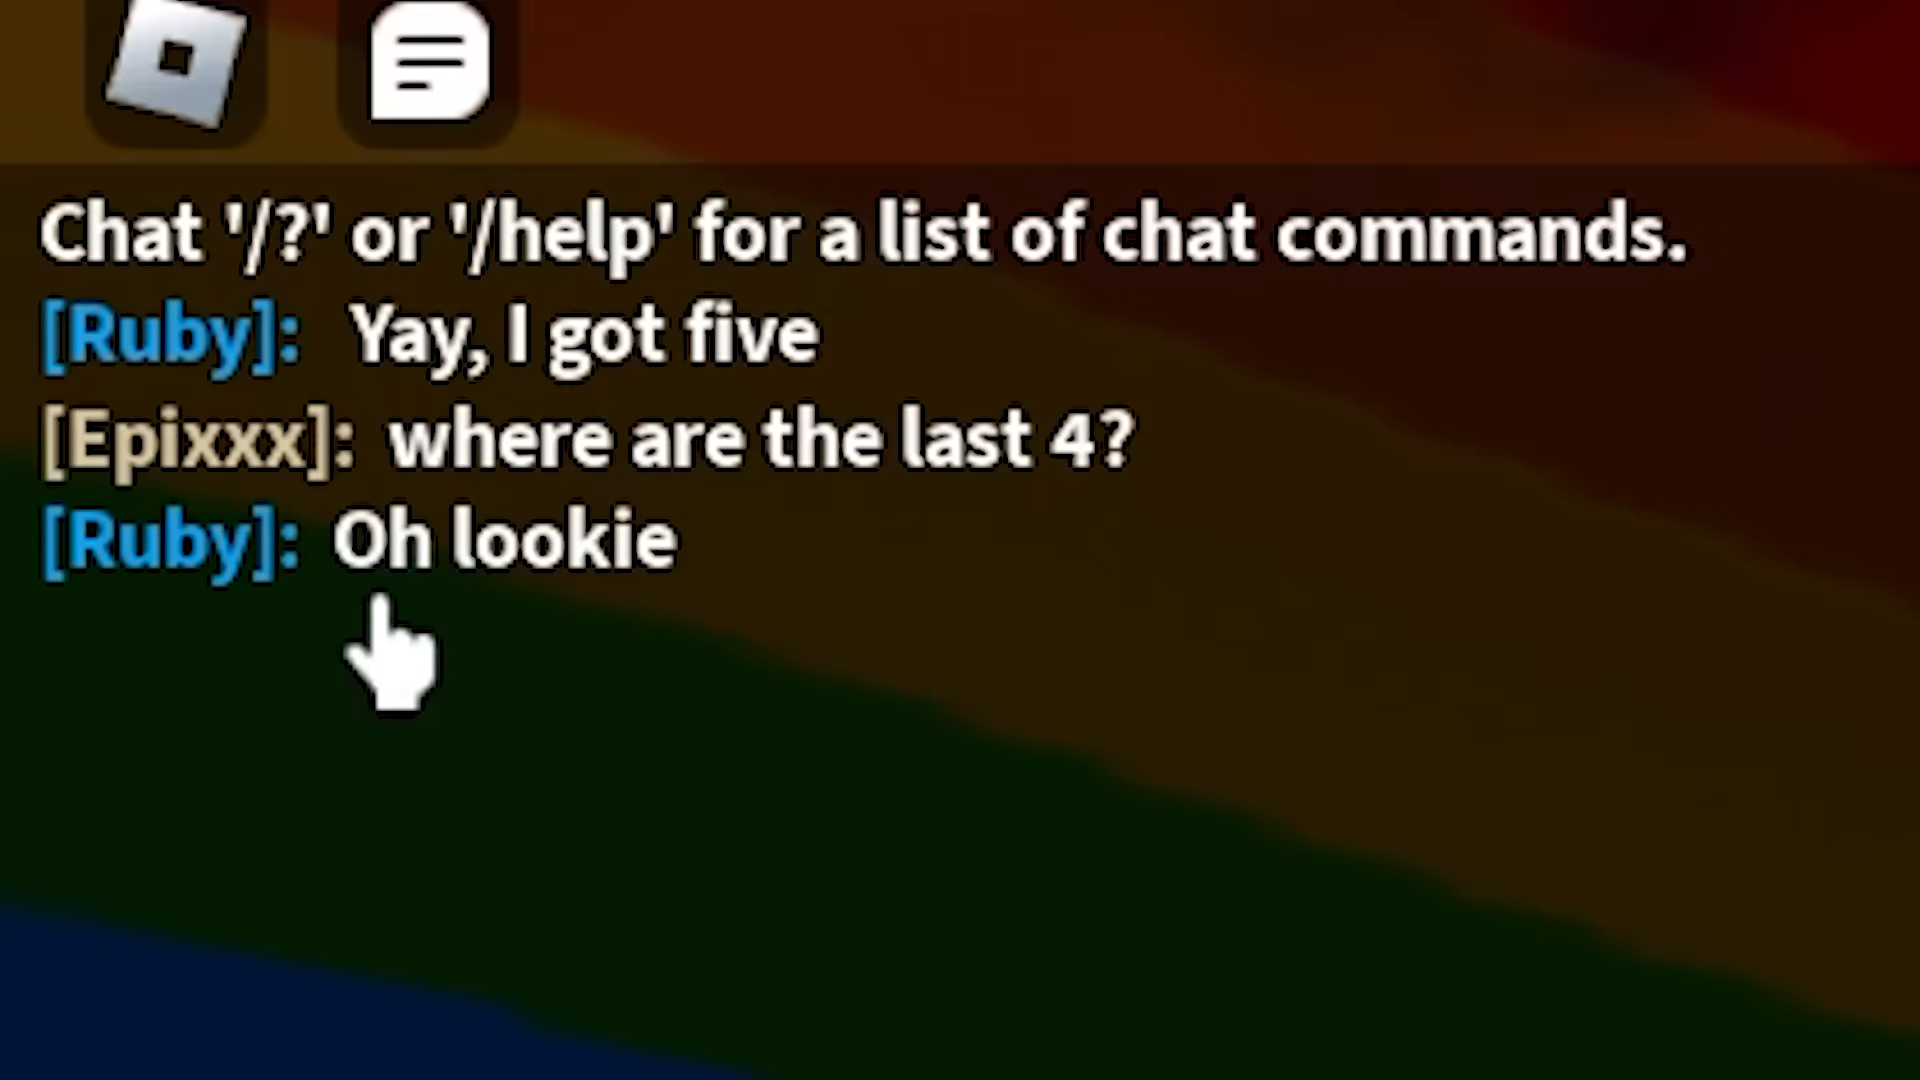 Chat '/?' or '/help' for a list of chat commands.
[Ruby]: Yay, I got five
[Epixxx]: where are the last 4?
[Ruby]: Oh lookie